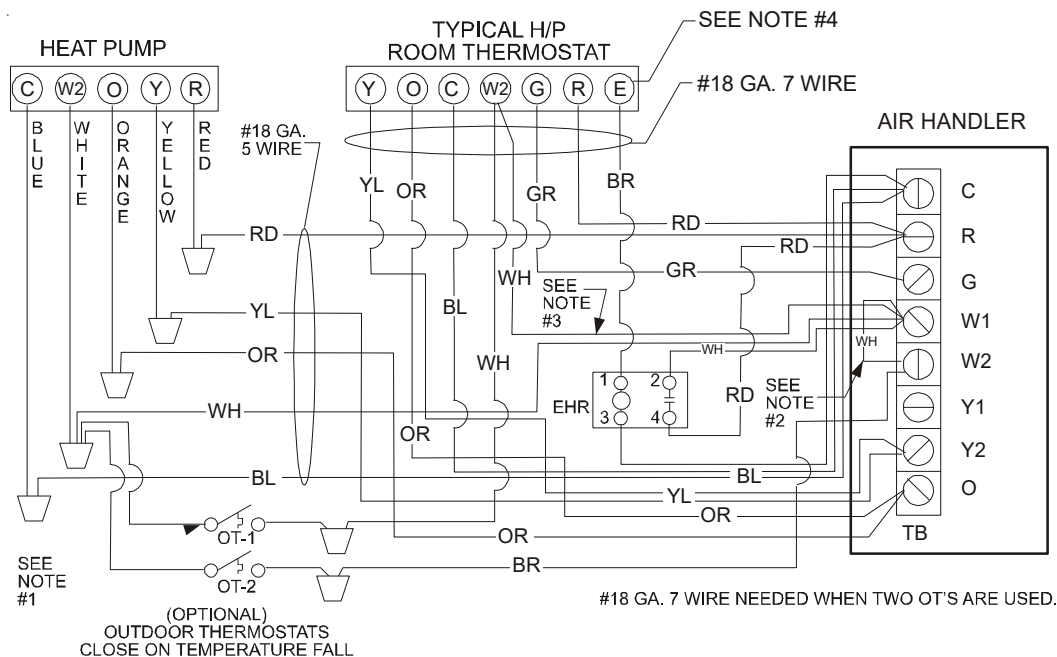 HEAT PUMP
C W2 O Y R
BLUE
WHITE
ORANGE
YELLOW
RED
#18 GA.
5 WIRE
TYPICAL H/P
ROOM THERMOSTAT
Y O C W2 G R E
SEE NOTE #4
#18 GA. 7 WIRE
AIR HANDLER
C
R
G
W1
W2
Y1
Y2
O
TB
YL
OR
GR
BR
RD
RD
RD
GR
WH
SEE
NOTE
#3
BL
YL
WH
OR
WH
WH
WH
1 2
EHR
3 4
RD
SEE
NOTE
#2
WH
OR
BL
BL
YL
OR
OR
BR
OT-1
OT-2
SEE
NOTE
#1
(OPTIONAL)
OUTDOOR THERMOSTATS
CLOSE ON TEMPERATURE FALL
#18 GA. 7 WIRE NEEDED WHEN TWO OT'S ARE USED.